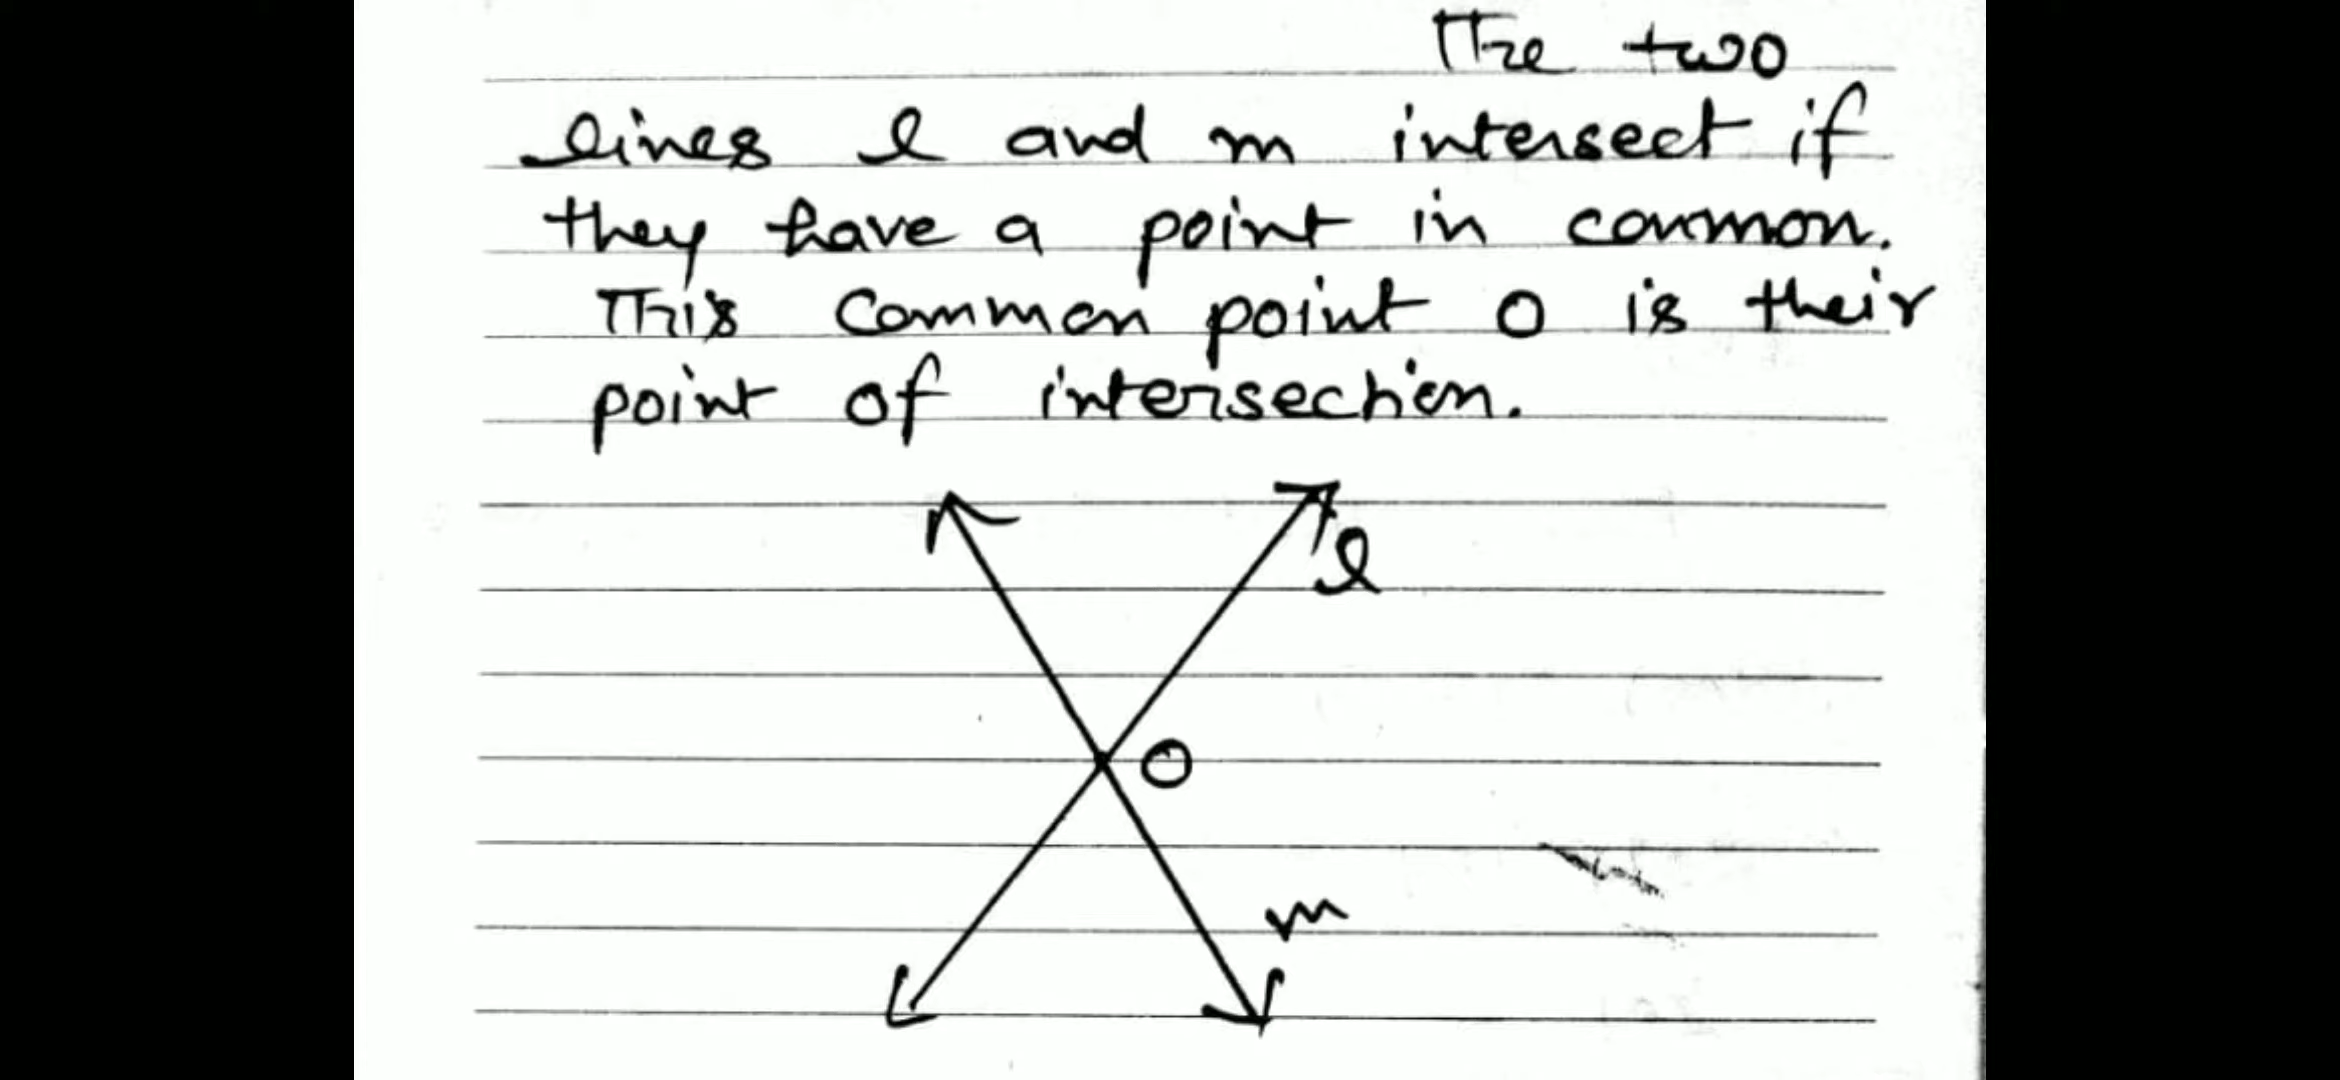 The two
lines l and m intersect if
they have a point in common.
This common point O is their
point of intersection.
l
O
m